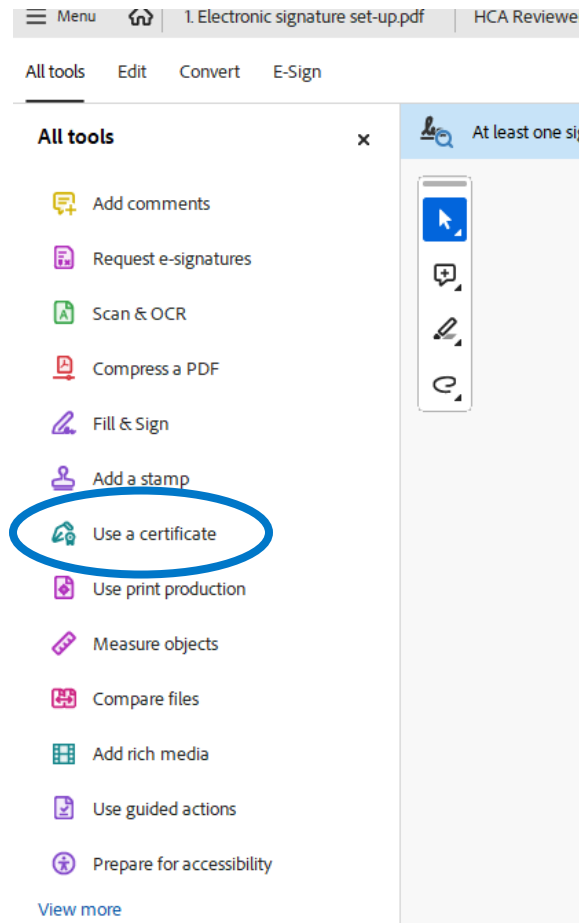 Menu 1. Electronic signature set-up.pdf HCA Reviewe
All tools Edit Convert E-Sign
All tools
At least one sig
Add comments
Request e-signatures
Scan & OCR
Compress a PDF
Fill & Sign
Add a stamp
Use a certificate
Use print production
Measure objects
Compare files
Add rich media
Use guided actions
Prepare for accessibility
View more